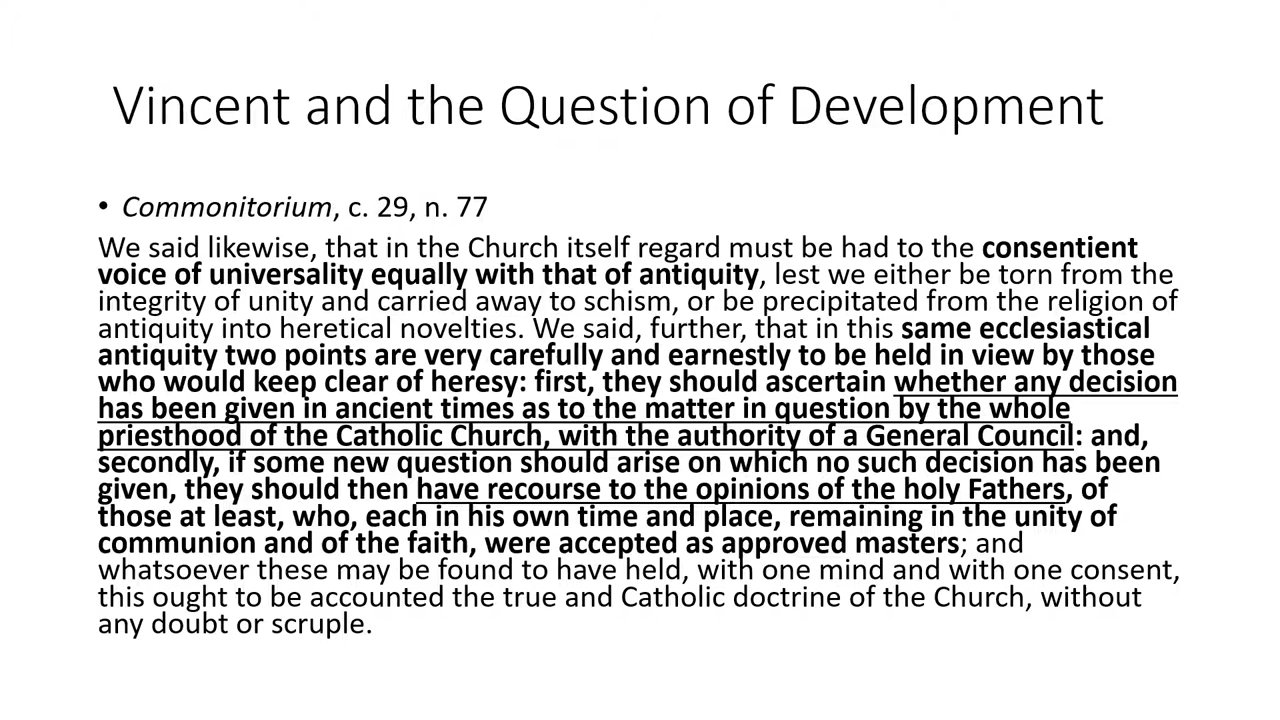 Vincent and the Question of Development
• Commonitorium, c. 29, n. 77
We said likewise, that in the Church itself regard must be had to the consentient
voice of universality equally with that of antiquity, lest we either be torn from the
integrity of unity and carried away to schism, or be precipitated from the religion of
antiquity into heretical novelties. We said, further, that in this same ecclesiastical
antiquity two points are very carefully and earnestly to be held in view by those
who would keep clear of heresy: first, they should ascertain whether any decision
has been given in ancient times as to the matter in question by the whole
priesthood of the Catholic Church, with the authority of a General Council: and,
secondly, if some new question should arise on which no such decision has been
given, they should then have recourse to the opinions of the holy Fathers, of
those at least, who, each in his own time and place, remaining in the unity of
communion and of the faith, were accepted as approved masters; and
whatsoever these may be found to have held, with one mind and with one consent,
this ought to be accounted the true and Catholic doctrine of the Church, without
any doubt or scruple.